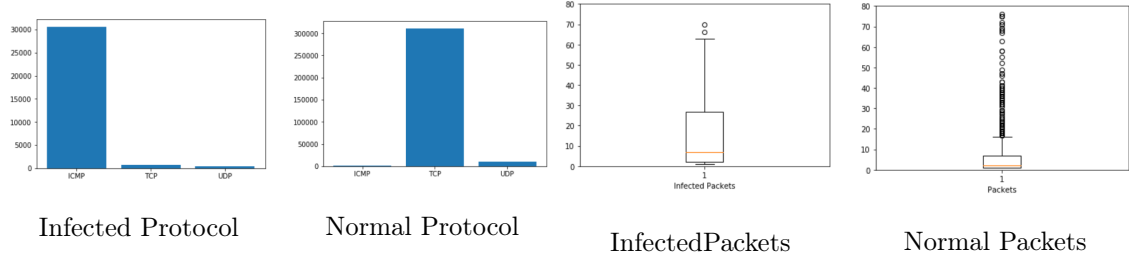 30000
25000
20000
15000
10000
5000
0
ICMP
TCP
UDP
Infected Protocol
300000
250000
200000
150000
100000
50000
0
ICMP
TCP
UDP
Normal Protocol
80
70
60
50
40
30
20
10
0
1
Infected Packets
InfectedPackets
80
70
60
50
40
30
20
10
0
1
Packets
Normal Packets